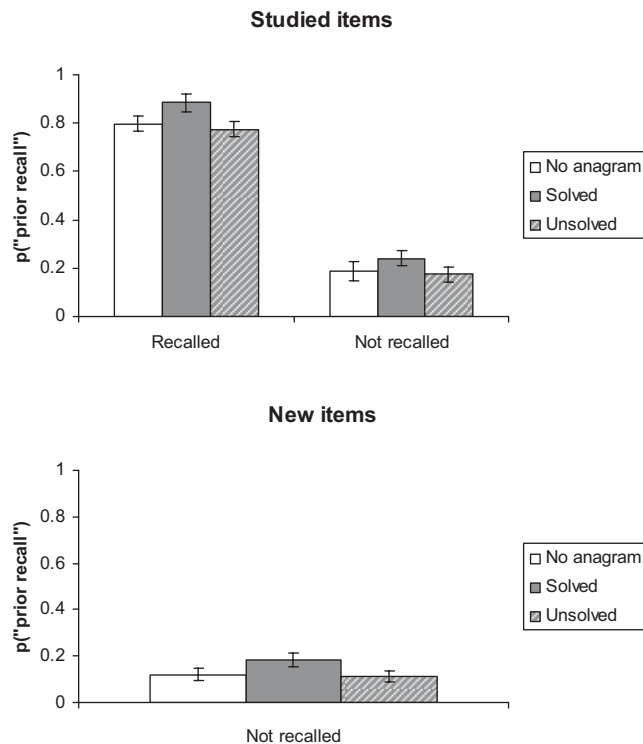 Studied items
p("prior recall")
1
0.8
0.6
0.4
0.2
0
Recalled
Not recalled
No anagram
Solved
Unsolved
New items
p("prior recall")
1
0.8
0.6
0.4
0.2
0
Not recalled
No anagram
Solved
Unsolved